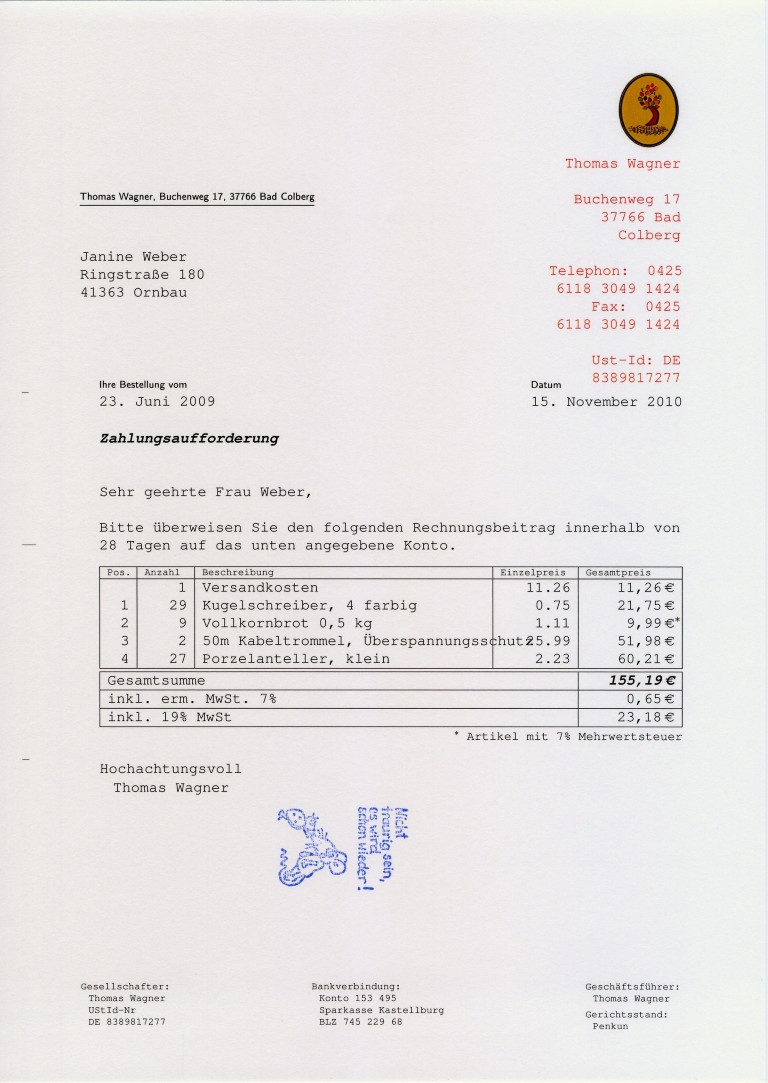 Thomas Wagner
Buchenweg 17
37766 Bad
Colberg
Telephon: 0425
6118 3049 1424
Fax: 0425
6118 3049 1424
Ust-Id: DE
8389817277
Thomas Wagner, Buchenweg 17, 37766 Bad Colberg
Janine Weber
Ringstraße 180
41363 Ornbau
Ihre Bestellung vom Datum
23. Juni 2009 15. November 2010
Zahlungsaufforderung
Sehr geehrte Frau Weber,
Bitte überweisen Sie den folgenden Rechnungsbeitrag innerhalb von
28 Tagen auf das unten angegebene Konto.
Pos. Anzahl Beschreibung Einzelpreis Gesamtpreis
1 Versandkosten 11.26 11,26€
1 29 Kugelschreiber, 4 farbig 0.75 21,75€
2 9 Vollkornbrot 0,5 kg 1.11 9,99€*
3 2 50m Kabeltrommel, Überspannungsschutz 25.99 51,98€
4 27 Porzelanteller, klein 2.23 60,21€
Gesamtsumme 155,19€
inkl. erm. MwSt. 7% 0,65€
inkl. 19% MwSt 23,18€
* Artikel mit 7% Mehrwertsteuer
Hochachtungsvoll
Thomas Wagner
Nicht
traurig sein,
es wird
schon wieder!
Gesellschafter:
Thomas Wagner
UStId-Nr
DE 8389817277
Bankverbindung:
Konto 153 495
Sparkasse Kastellburg
BLZ 745 229 68
Geschäftsführer:
Thomas Wagner
Gerichtsstand:
Penkun